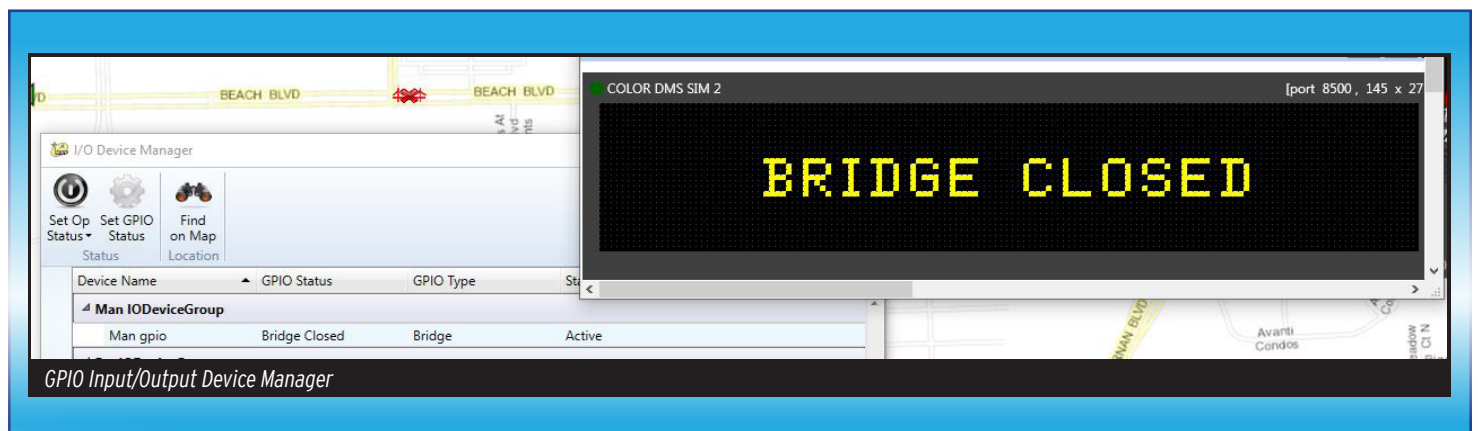 BEACH BLVD
BEACH BLVD
COLOR DMS SIM 2
[port 8500, 145 x 27
BRIDGE CLOSED
I/O Device Manager
Set Op Status
Set GPIO Status
Find on Map
Status
Location
Device Name
GPIO Status
GPIO Type
Man IODeviceGroup
Man gpio
Bridge Closed
Bridge
Active
Avanti
Condos
GPIO Input/Output Device Manager